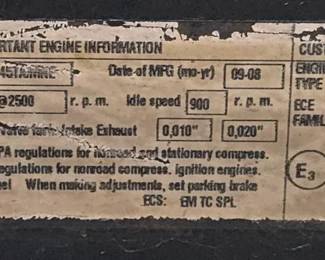 RTANT ENGINE INFORMATION CUS
Date of MFG (mo-yr) 09-08 ENGI
TYPE
@2500 r. p. m. Idle speed 900 r. p. m. ECE
Exhaust 0,010" 0,020" FAMIL
PA regulations for nonroad and stationary compress.
egulations for nonroad compress. ignition engines.
el When making adjustments, set parking brake
E3
ECS: EM TC SPL